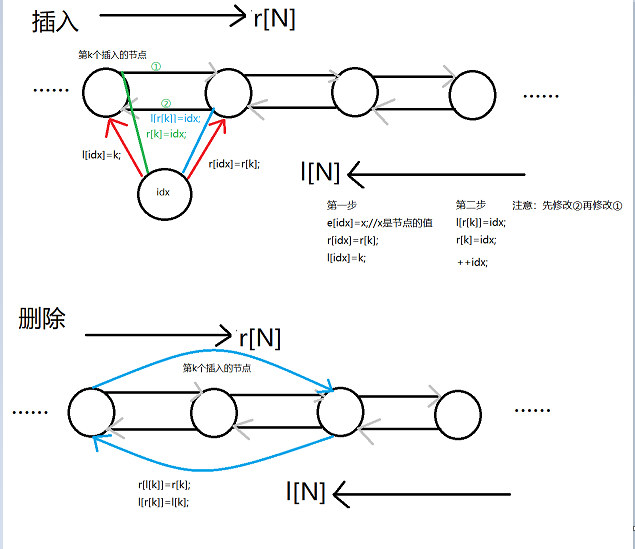 插入
r[N]
第k个插入的节点
①
......
......
②
l[r[k]]=idx;
r[k]=idx;
l[idx]=k;
r[idx]=r[k];
idx
l[N]
第一步
e[idx]=x;//x是节点的值
r[idx]=r[k];
l[idx]=k;
第二步
l[r[k]]=idx;
r[k]=idx;
++idx;
注意：先修改②再修改①
删除
r[N]
第k个插入的节点
......
......
r[l[k]]=r[k];
l[r[k]]=l[k];
l[N]